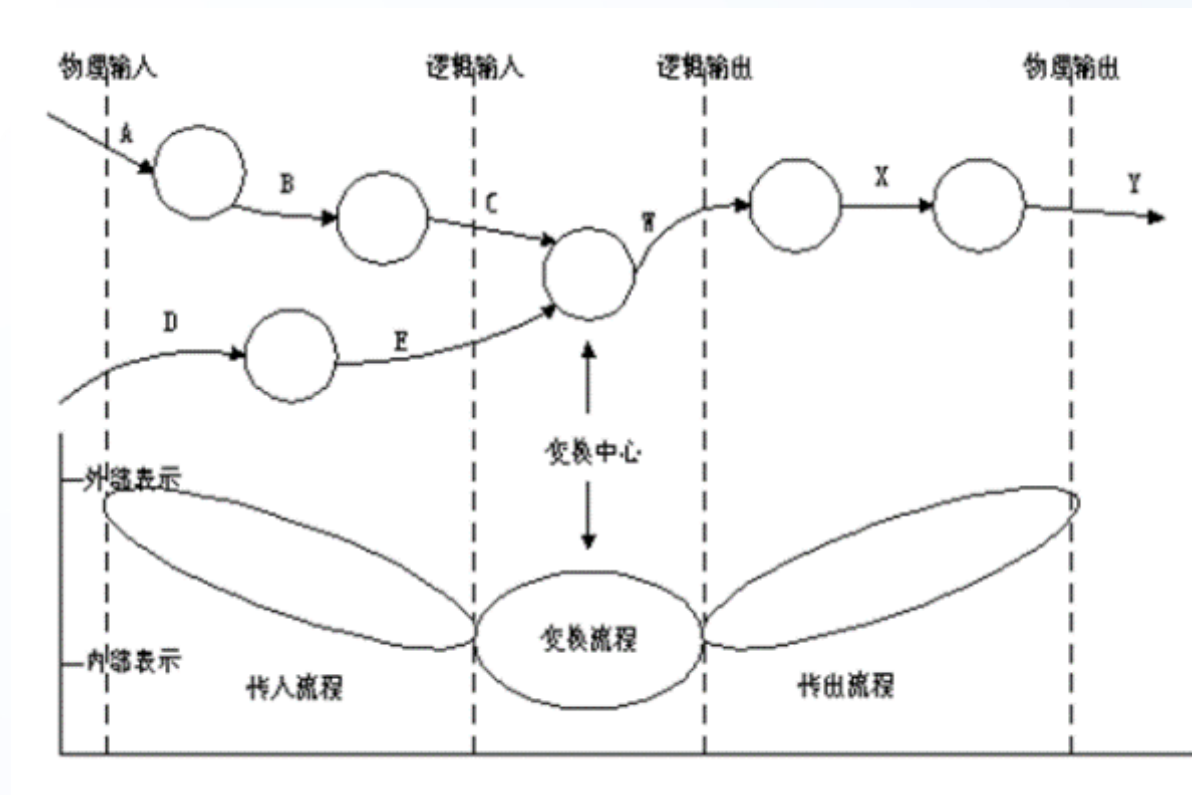 物理输入
逻辑输入
逻辑输出
物理输出
A
B
C
W
X
Y
D
E
变换中心
外部表示
变换流程
内部表示
传入流程
传出流程